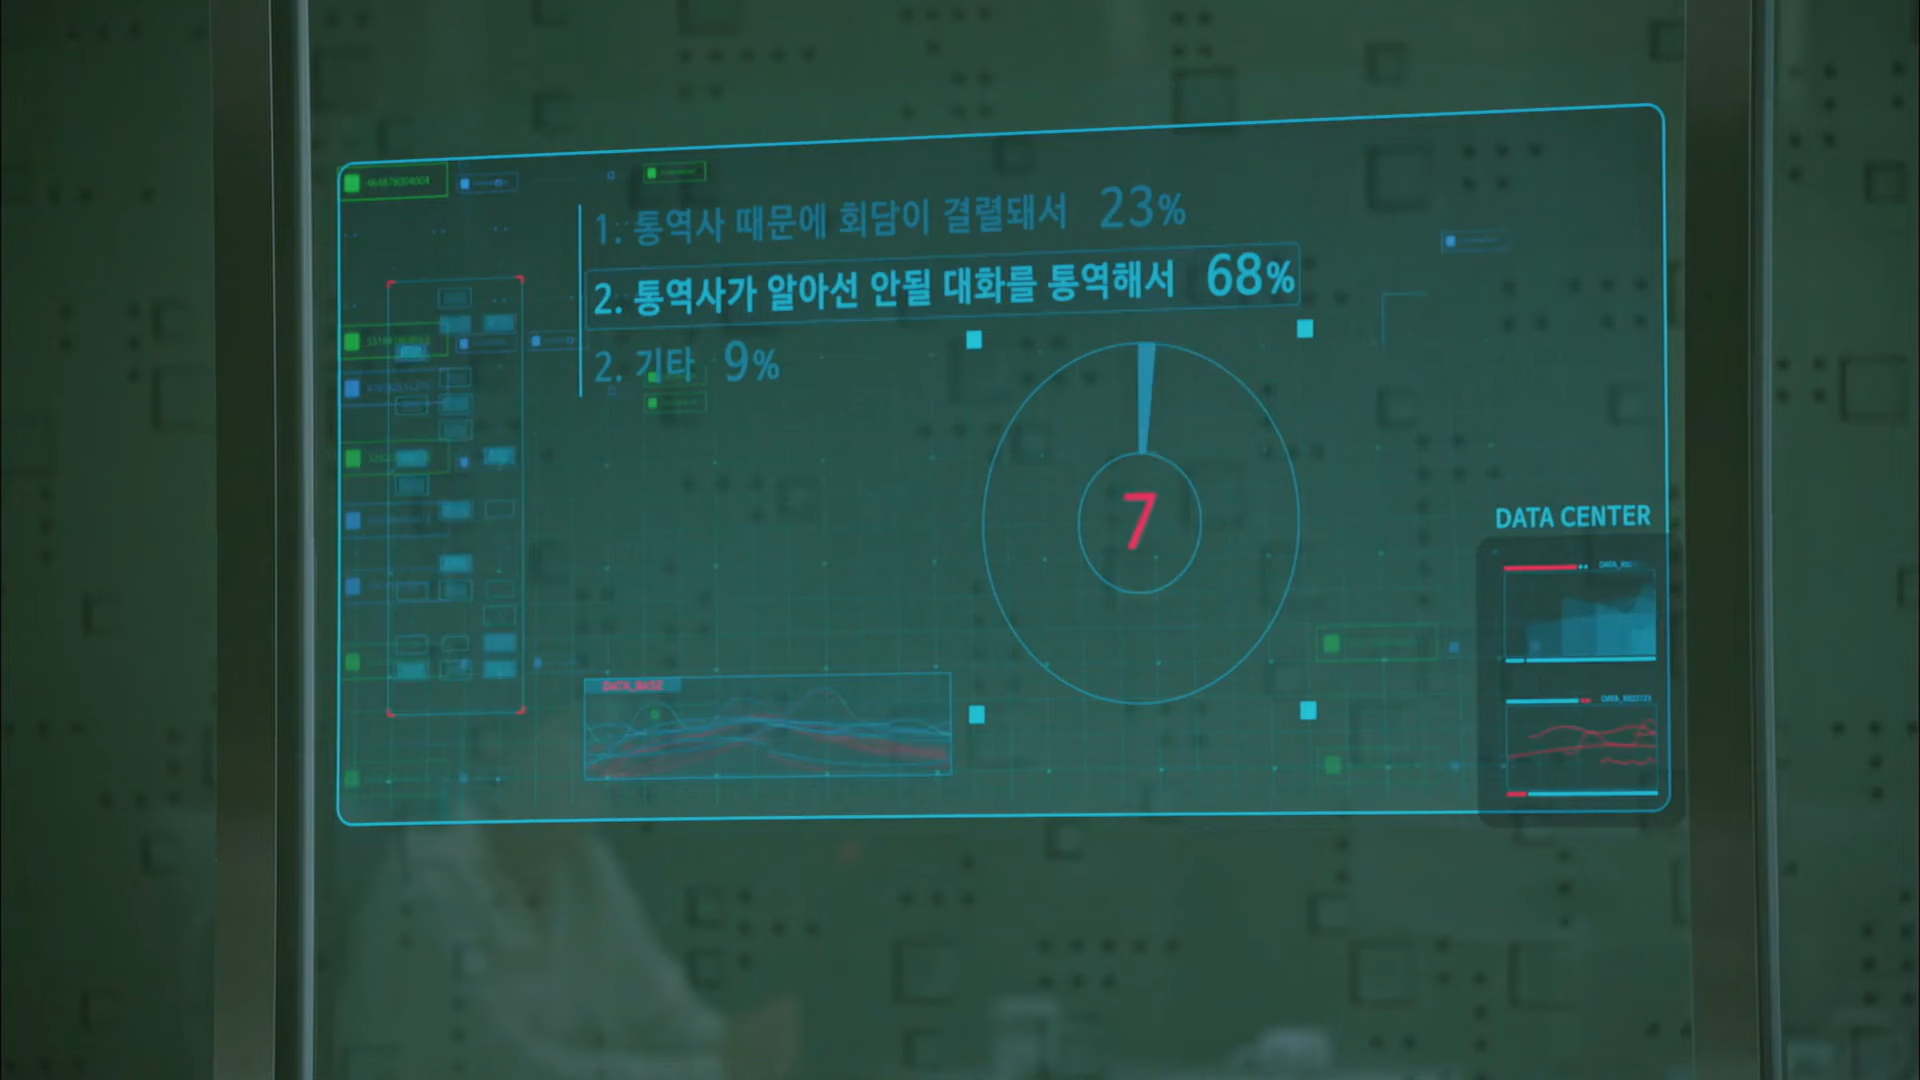 464876004004
1. 통역사 때문에 회담이 결렬돼서 23%
2. 통역사가 알아선 안될 대화를 통역해서 68%
2. 기타 9%
7
DATA CENTER
DATA_BASE